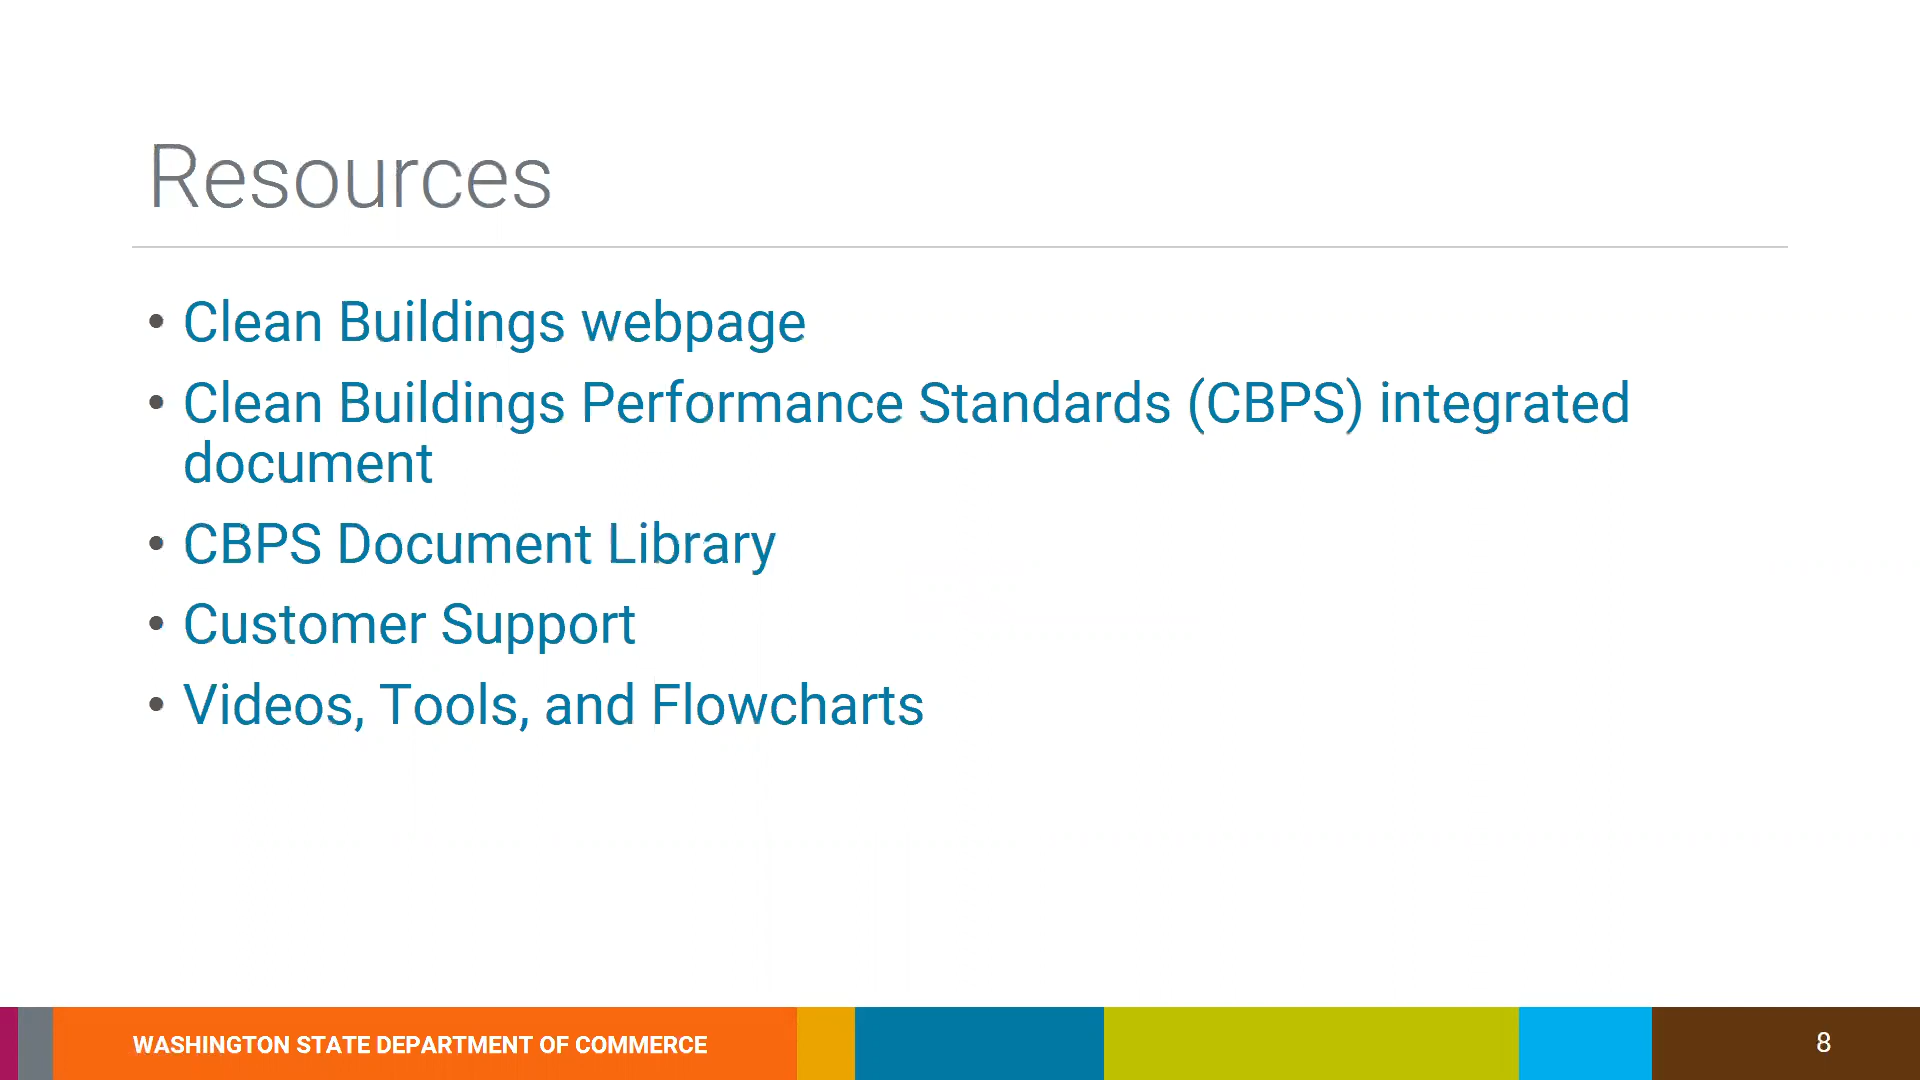 Resources
• Clean Buildings webpage
• Clean Buildings Performance Standards (CBPS) integrated
document
• CBPS Document Library
• Customer Support
• Videos, Tools, and Flowcharts
WASHINGTON STATE DEPARTMENT OF COMMERCE
8